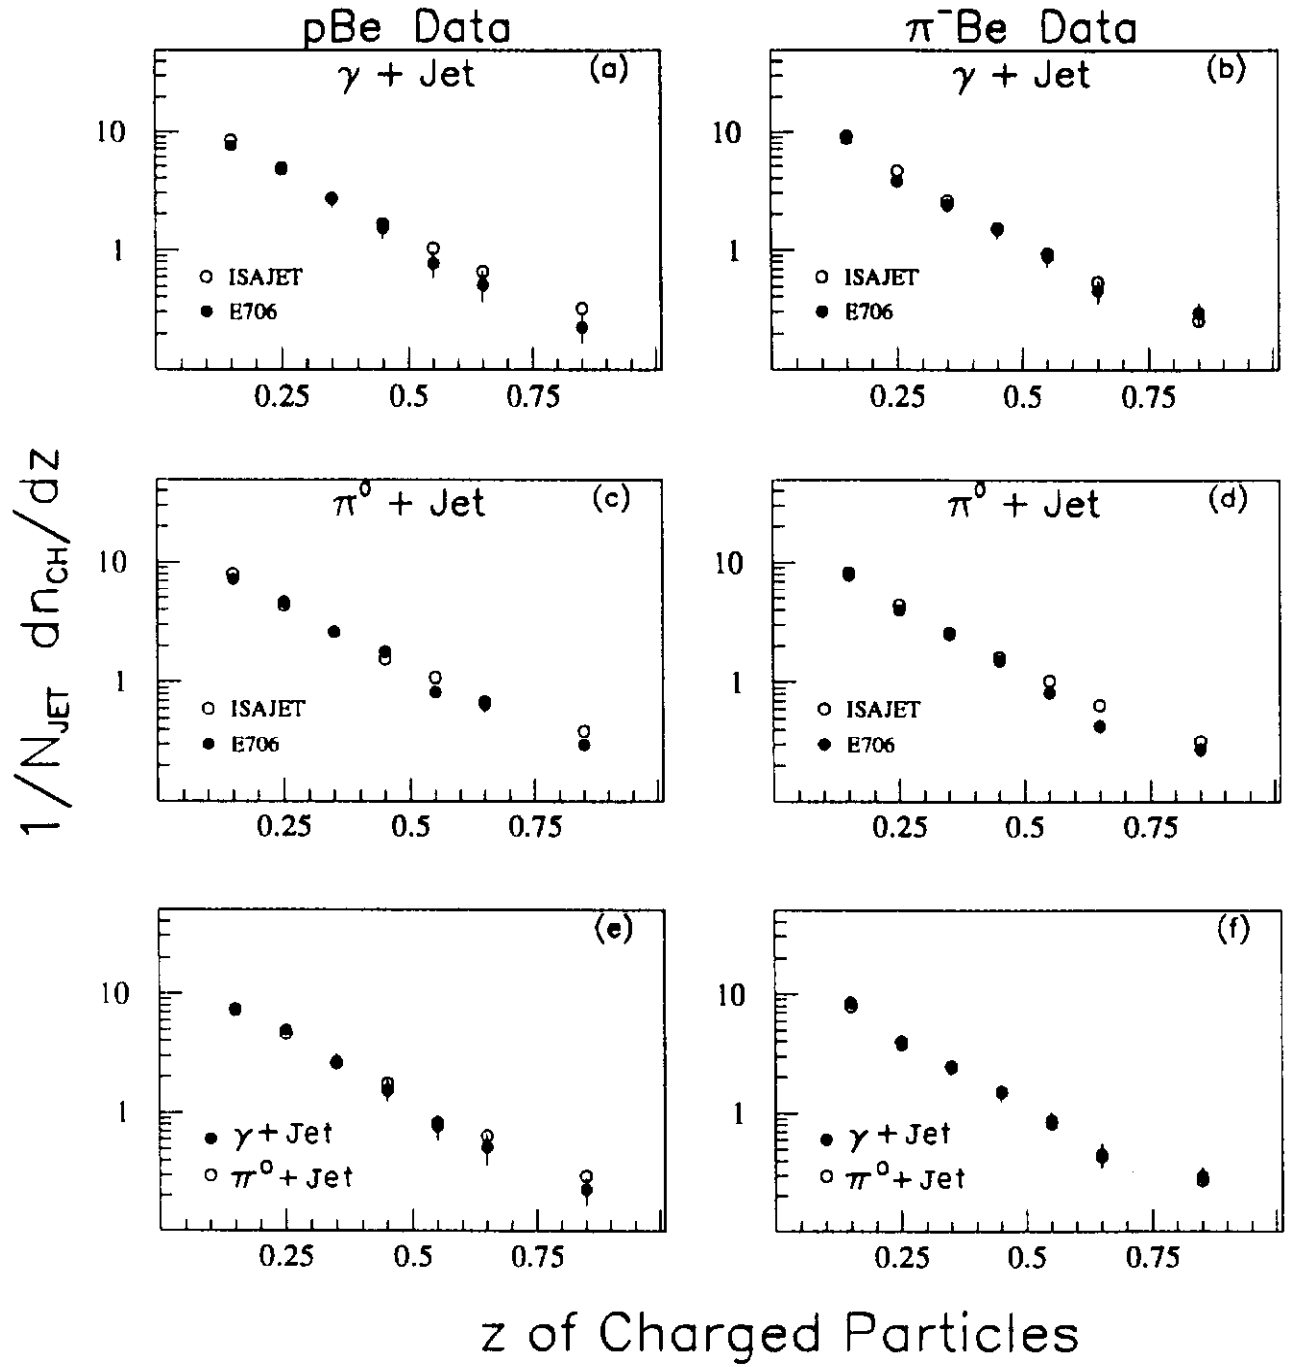 pBe Data
π⁻Be Data
γ + Jet
(a)
10
1
ISAJET
E706
0.25 0.5 0.75
γ + Jet
(b)
10
1
ISAJET
E706
0.25 0.5 0.75
1/N_JET dn_CH/dz
π⁰ + Jet
(c)
10
1
ISAJET
E706
0.25 0.5 0.75
π⁰ + Jet
(d)
10
1
ISAJET
E706
0.25 0.5 0.75
(e)
10
1
γ + Jet
π⁰ + Jet
0.25 0.5 0.75
(f)
10
1
γ + Jet
π⁰ + Jet
0.25 0.5 0.75
z of Charged Particles